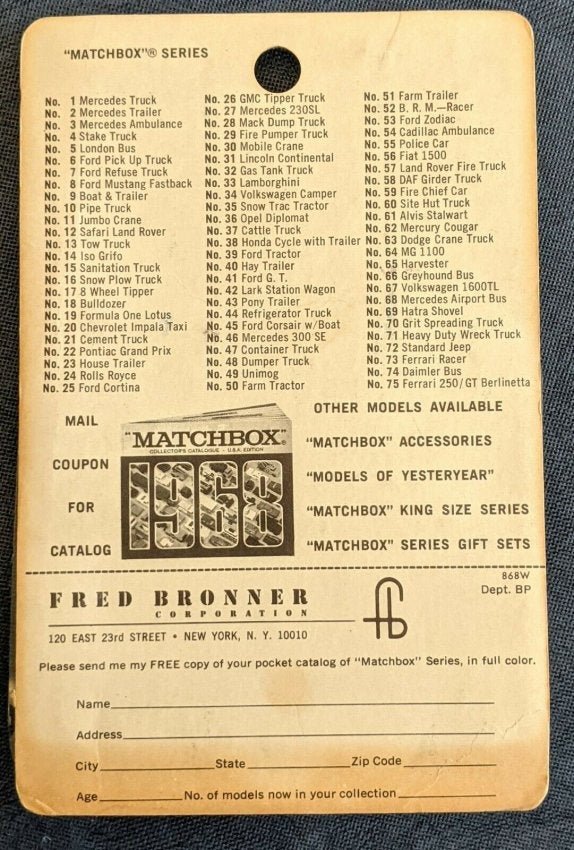 "MATCHBOX"® SERIES
No. 1 Mercedes Truck
No. 2 Mercedes Trailer
No. 3 Mercedes Ambulance
No. 4 Stake Truck
No. 5 London Bus
No. 6 Ford Pick Up Truck
No. 7 Ford Refuse Truck
No. 8 Ford Mustang Fastback
No. 9 Boat & Trailer
No. 10 Pipe Truck
No. 11 Jumbo Crane
No. 12 Safari Land Rover
No. 13 Tow Truck
No. 14 Iso Grifo
No. 15 Sanitation Truck
No. 16 Snow Plow Truck
No. 17 8 Wheel Tipper
No. 18 Bulldozer
No. 19 Formula One Lotus
No. 20 Chevrolet Impala Taxi
No. 21 Cement Truck
No. 22 Pontiac Grand Prix
No. 23 House Trailer
No. 24 Rolls Royce
No. 25 Ford Cortina
No. 26 GMC Tipper Truck
No. 27 Mercedes 230SL
No. 28 Mack Dump Truck
No. 29 Fire Pumper Truck
No. 30 Mobile Crane
No. 31 Lincoln Continental
No. 32 Gas Tank Truck
No. 33 Lamborghini
No. 34 Volkswagen Camper
No. 35 Snow Trac Tractor
No. 36 Opel Diplomat
No. 37 Cattle Truck
No. 38 Honda Cycle with Trailer
No. 39 Ford Tractor
No. 40 Hay Trailer
No. 41 Ford G. T.
No. 42 Lark Station Wagon
No. 43 Pony Trailer
No. 44 Refrigerator Truck
No. 45 Ford Corsair w/Boat
No. 46 Mercedes 300 SE
No. 47 Container Truck
No. 48 Dumper Truck
No. 49 Unimog
No. 50 Farm Tractor
No. 51 Farm Trailer
No. 52 B. R. M.—Racer
No. 53 Ford Zodiac
No. 54 Cadillac Ambulance
No. 55 Police Car
No. 56 Fiat 1500
No. 57 Land Rover Fire Truck
No. 58 DAF Girder Truck
No. 59 Fire Chief Car
No. 60 Site Hut Truck
No. 61 Alvis Stalwart
No. 62 Mercury Cougar
No. 63 Dodge Crane Truck
No. 64 MG 1100
No. 65 Harvester
No. 66 Greyhound Bus
No. 67 Volkswagen 1600TL
No. 68 Mercedes Airport Bus
No. 69 Hatra Shovel
No. 70 Grit Spreading Truck
No. 71 Heavy Duty Wreck Truck
No. 72 Standard Jeep
No. 73 Ferrari Racer
No. 74 Daimler Bus
No. 75 Ferrari 250/GT Berlinetta
MAIL
COUPON
FOR
CATALOG
"MATCHBOX"®
COLLECTOR'S CATALOGUE - U.S.A. EDITION
1968
OTHER MODELS AVAILABLE
"MATCHBOX" ACCESSORIES
"MODELS OF YESTERYEAR"
"MATCHBOX" KING SIZE SERIES
"MATCHBOX" SERIES GIFT SETS
868W
Dept. BP
FRED BRONNER
CORPORATION
120 EAST 23rd STREET • NEW YORK, N. Y. 10010
Please send me my FREE copy of your pocket catalog of "Matchbox" Series, in full color.
Name
Address
City State Zip Code
Age No. of models now in your collection